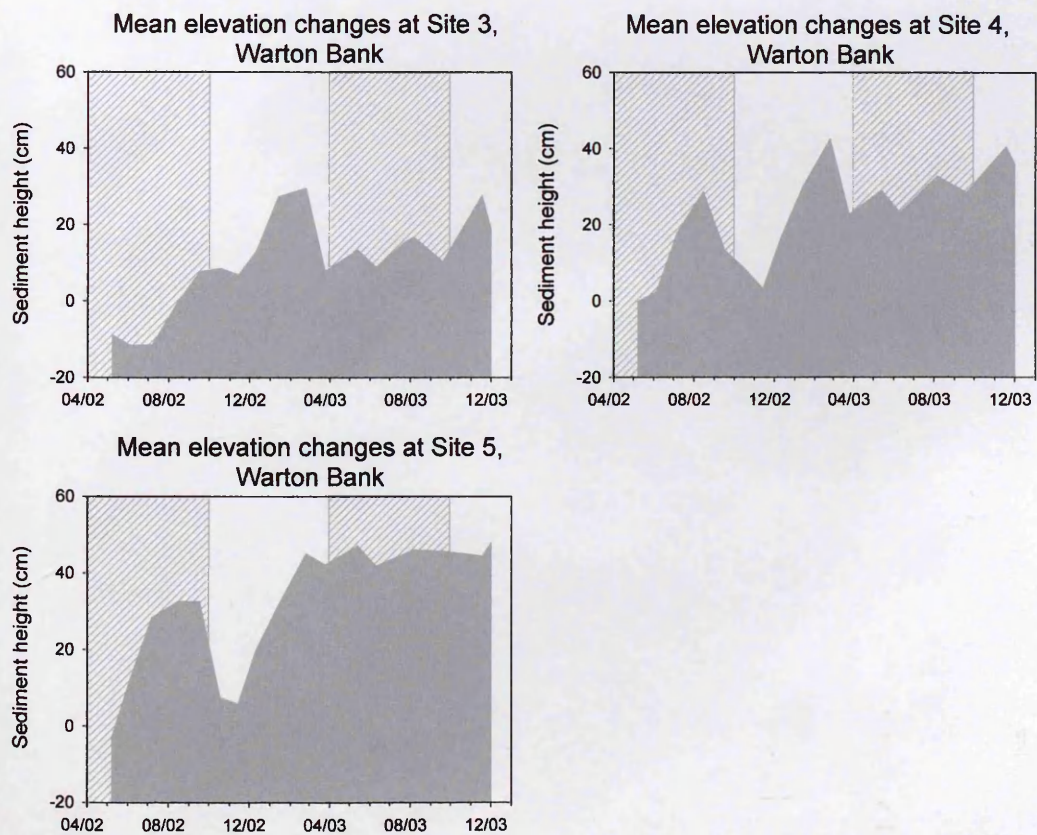 Mean elevation changes at Site 3,
Warton Bank
Sediment height (cm)
60
40
20
0
-20
04/02 08/02 12/02 04/03 08/03 12/03
Mean elevation changes at Site 4,
Warton Bank
Sediment height (cm)
60
40
20
0
-20
04/02 08/02 12/02 04/03 08/03 12/03
Mean elevation changes at Site 5,
Warton Bank
Sediment height (cm)
60
40
20
0
-20
04/02 08/02 12/02 04/03 08/03 12/03